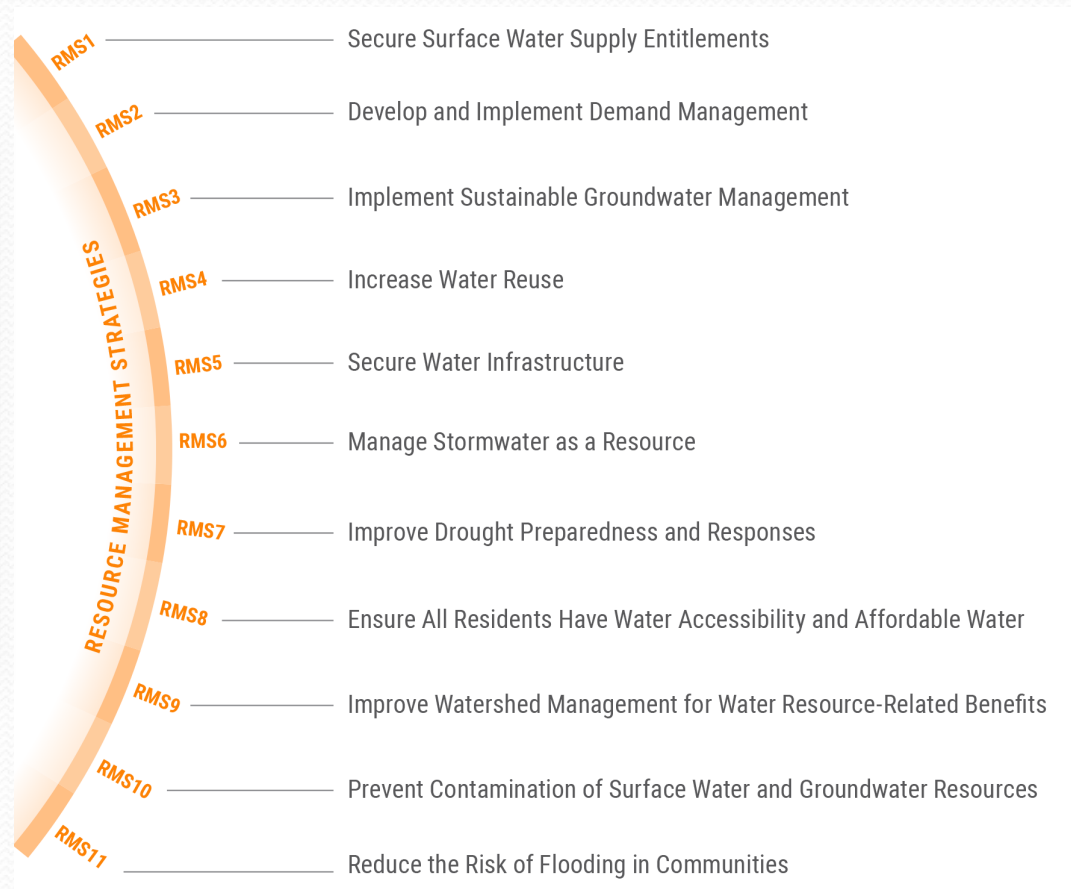 RESOURCE MANAGEMENT STRATEGIES
RMS1 Secure Surface Water Supply Entitlements
RMS2 Develop and Implement Demand Management
RMS3 Implement Sustainable Groundwater Management
RMS4 Increase Water Reuse
RMS5 Secure Water Infrastructure
RMS6 Manage Stormwater as a Resource
RMS7 Improve Drought Preparedness and Responses
RMS8 Ensure All Residents Have Water Accessibility and Affordable Water
RMS9 Improve Watershed Management for Water Resource-Related Benefits
RMS10 Prevent Contamination of Surface Water and Groundwater Resources
RMS11 Reduce the Risk of Flooding in Communities